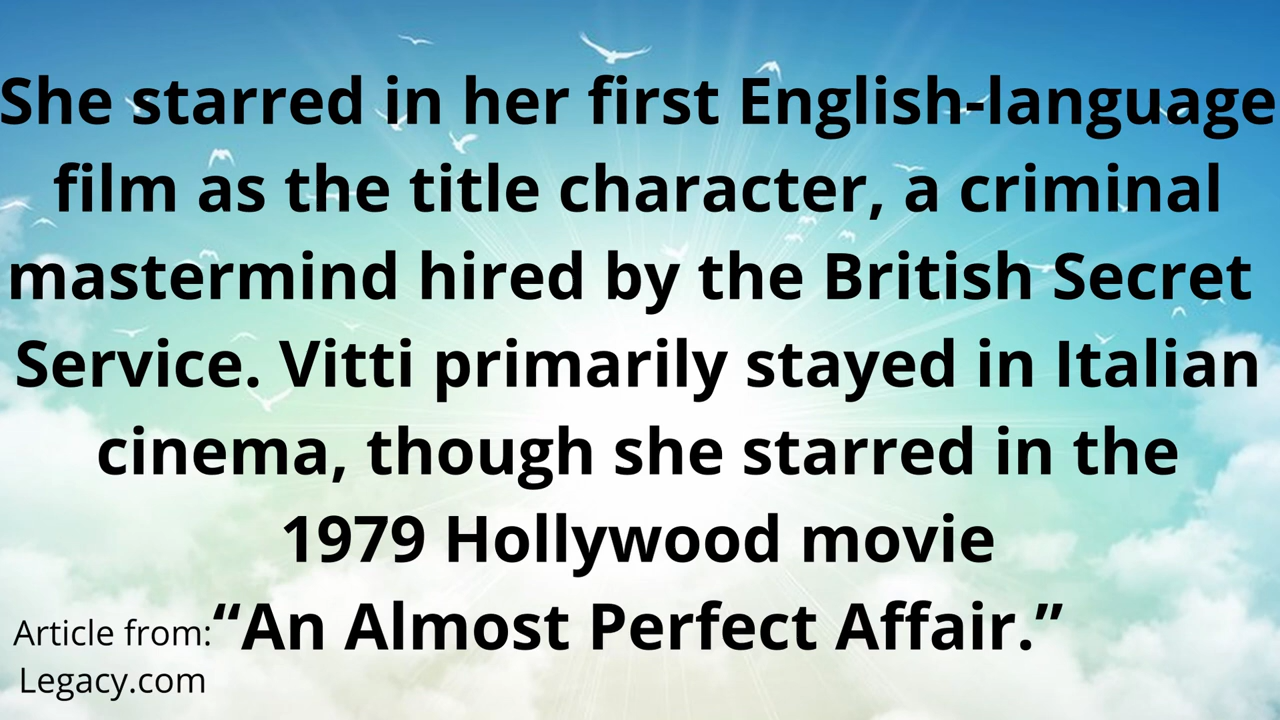 She starred in her first English-language
film as the title character, a criminal
mastermind hired by the British Secret
Service. Vitti primarily stayed in Italian
cinema, though she starred in the
1979 Hollywood movie
“An Almost Perfect Affair.”
Article from:
Legacy.com